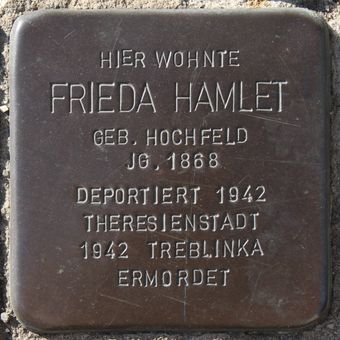 HIER WOHNTE
FRIEDA HAMLET
GEB. HOCHFELD
JG. 1868
DEPORTIERT 1942
THERESIENSTADT
1942 TREBLINKA
ERMORDET